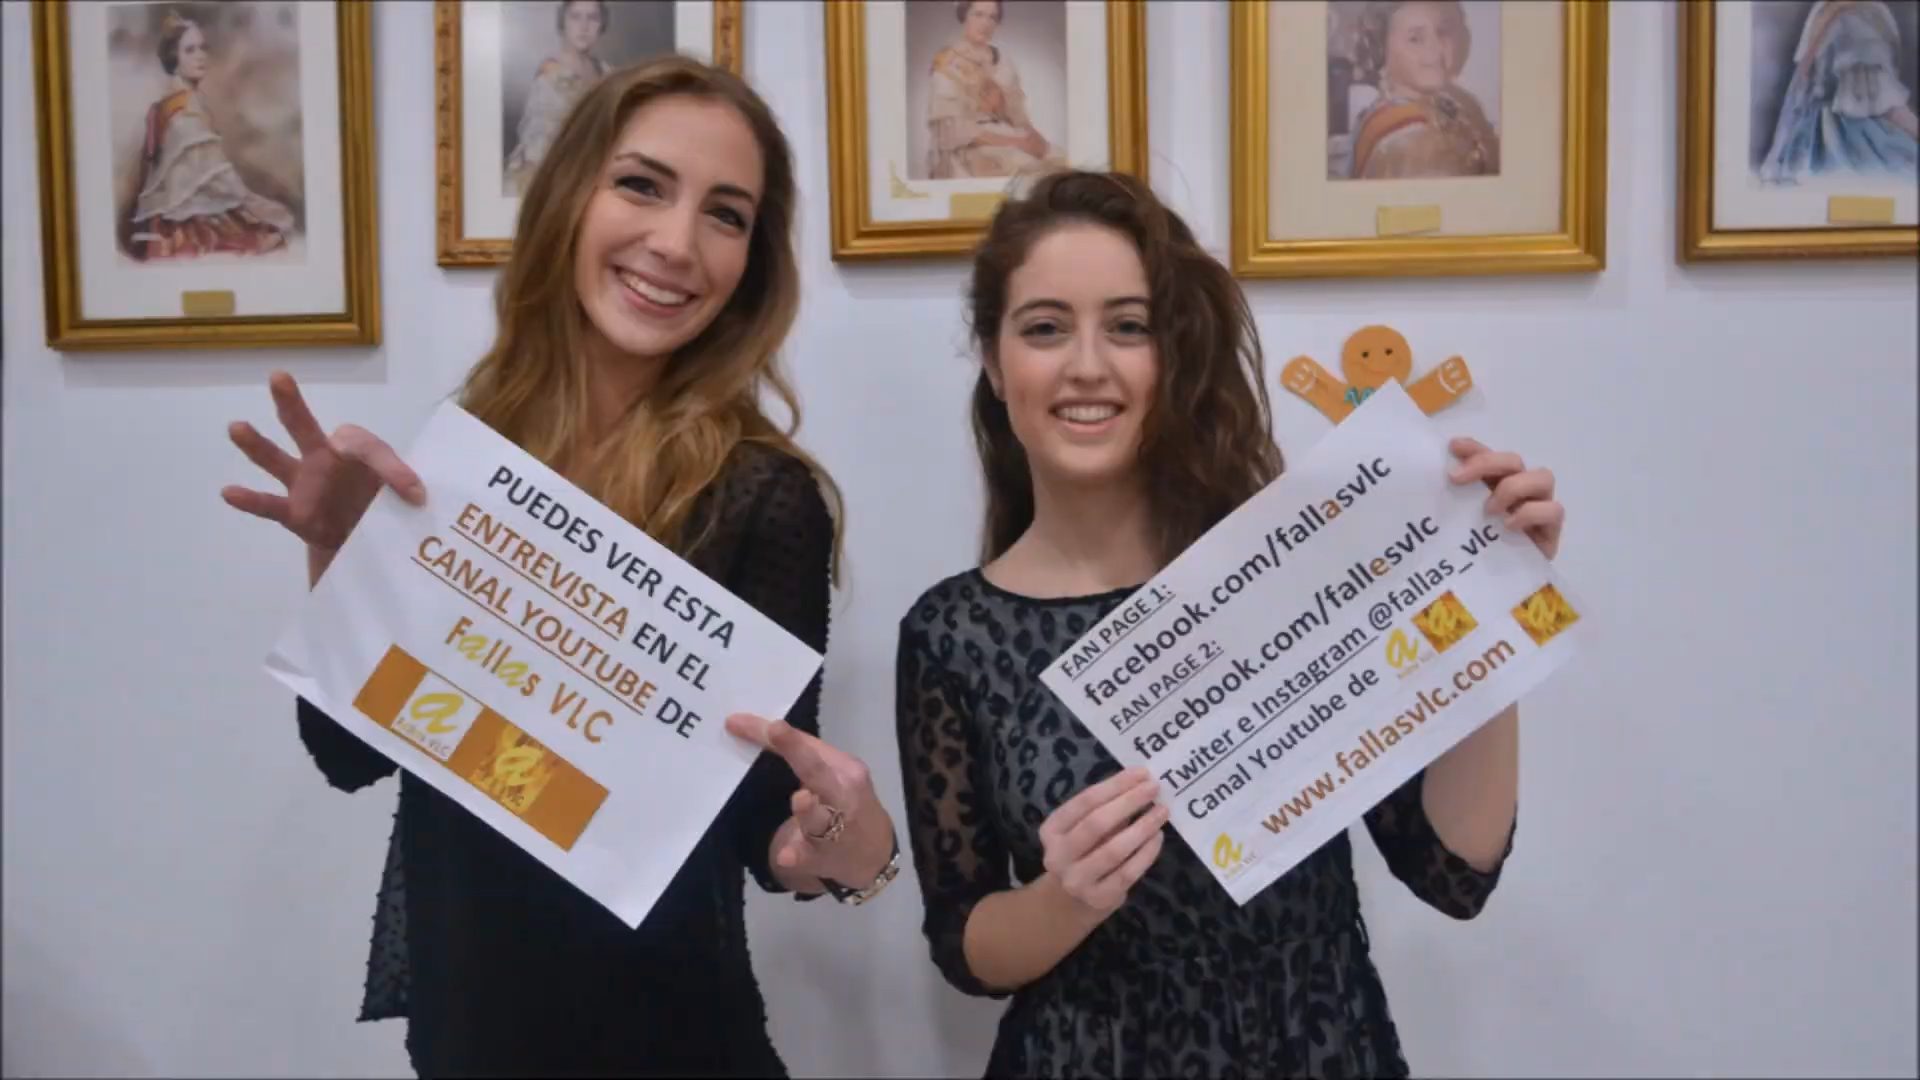 PUEDES VER ESTA
ENTREVISTA EN EL
CANAL YOUTUBE DE
Fallas VLC
a
a
vlc
FAN PAGE 1:
facebook.com/fallasvlc
FAN PAGE 2:
facebook.com/fallesvlc
Twiter e Instagram @fallas_vlc
Canal Youtube de a a
www.fallasvlc.com a
a